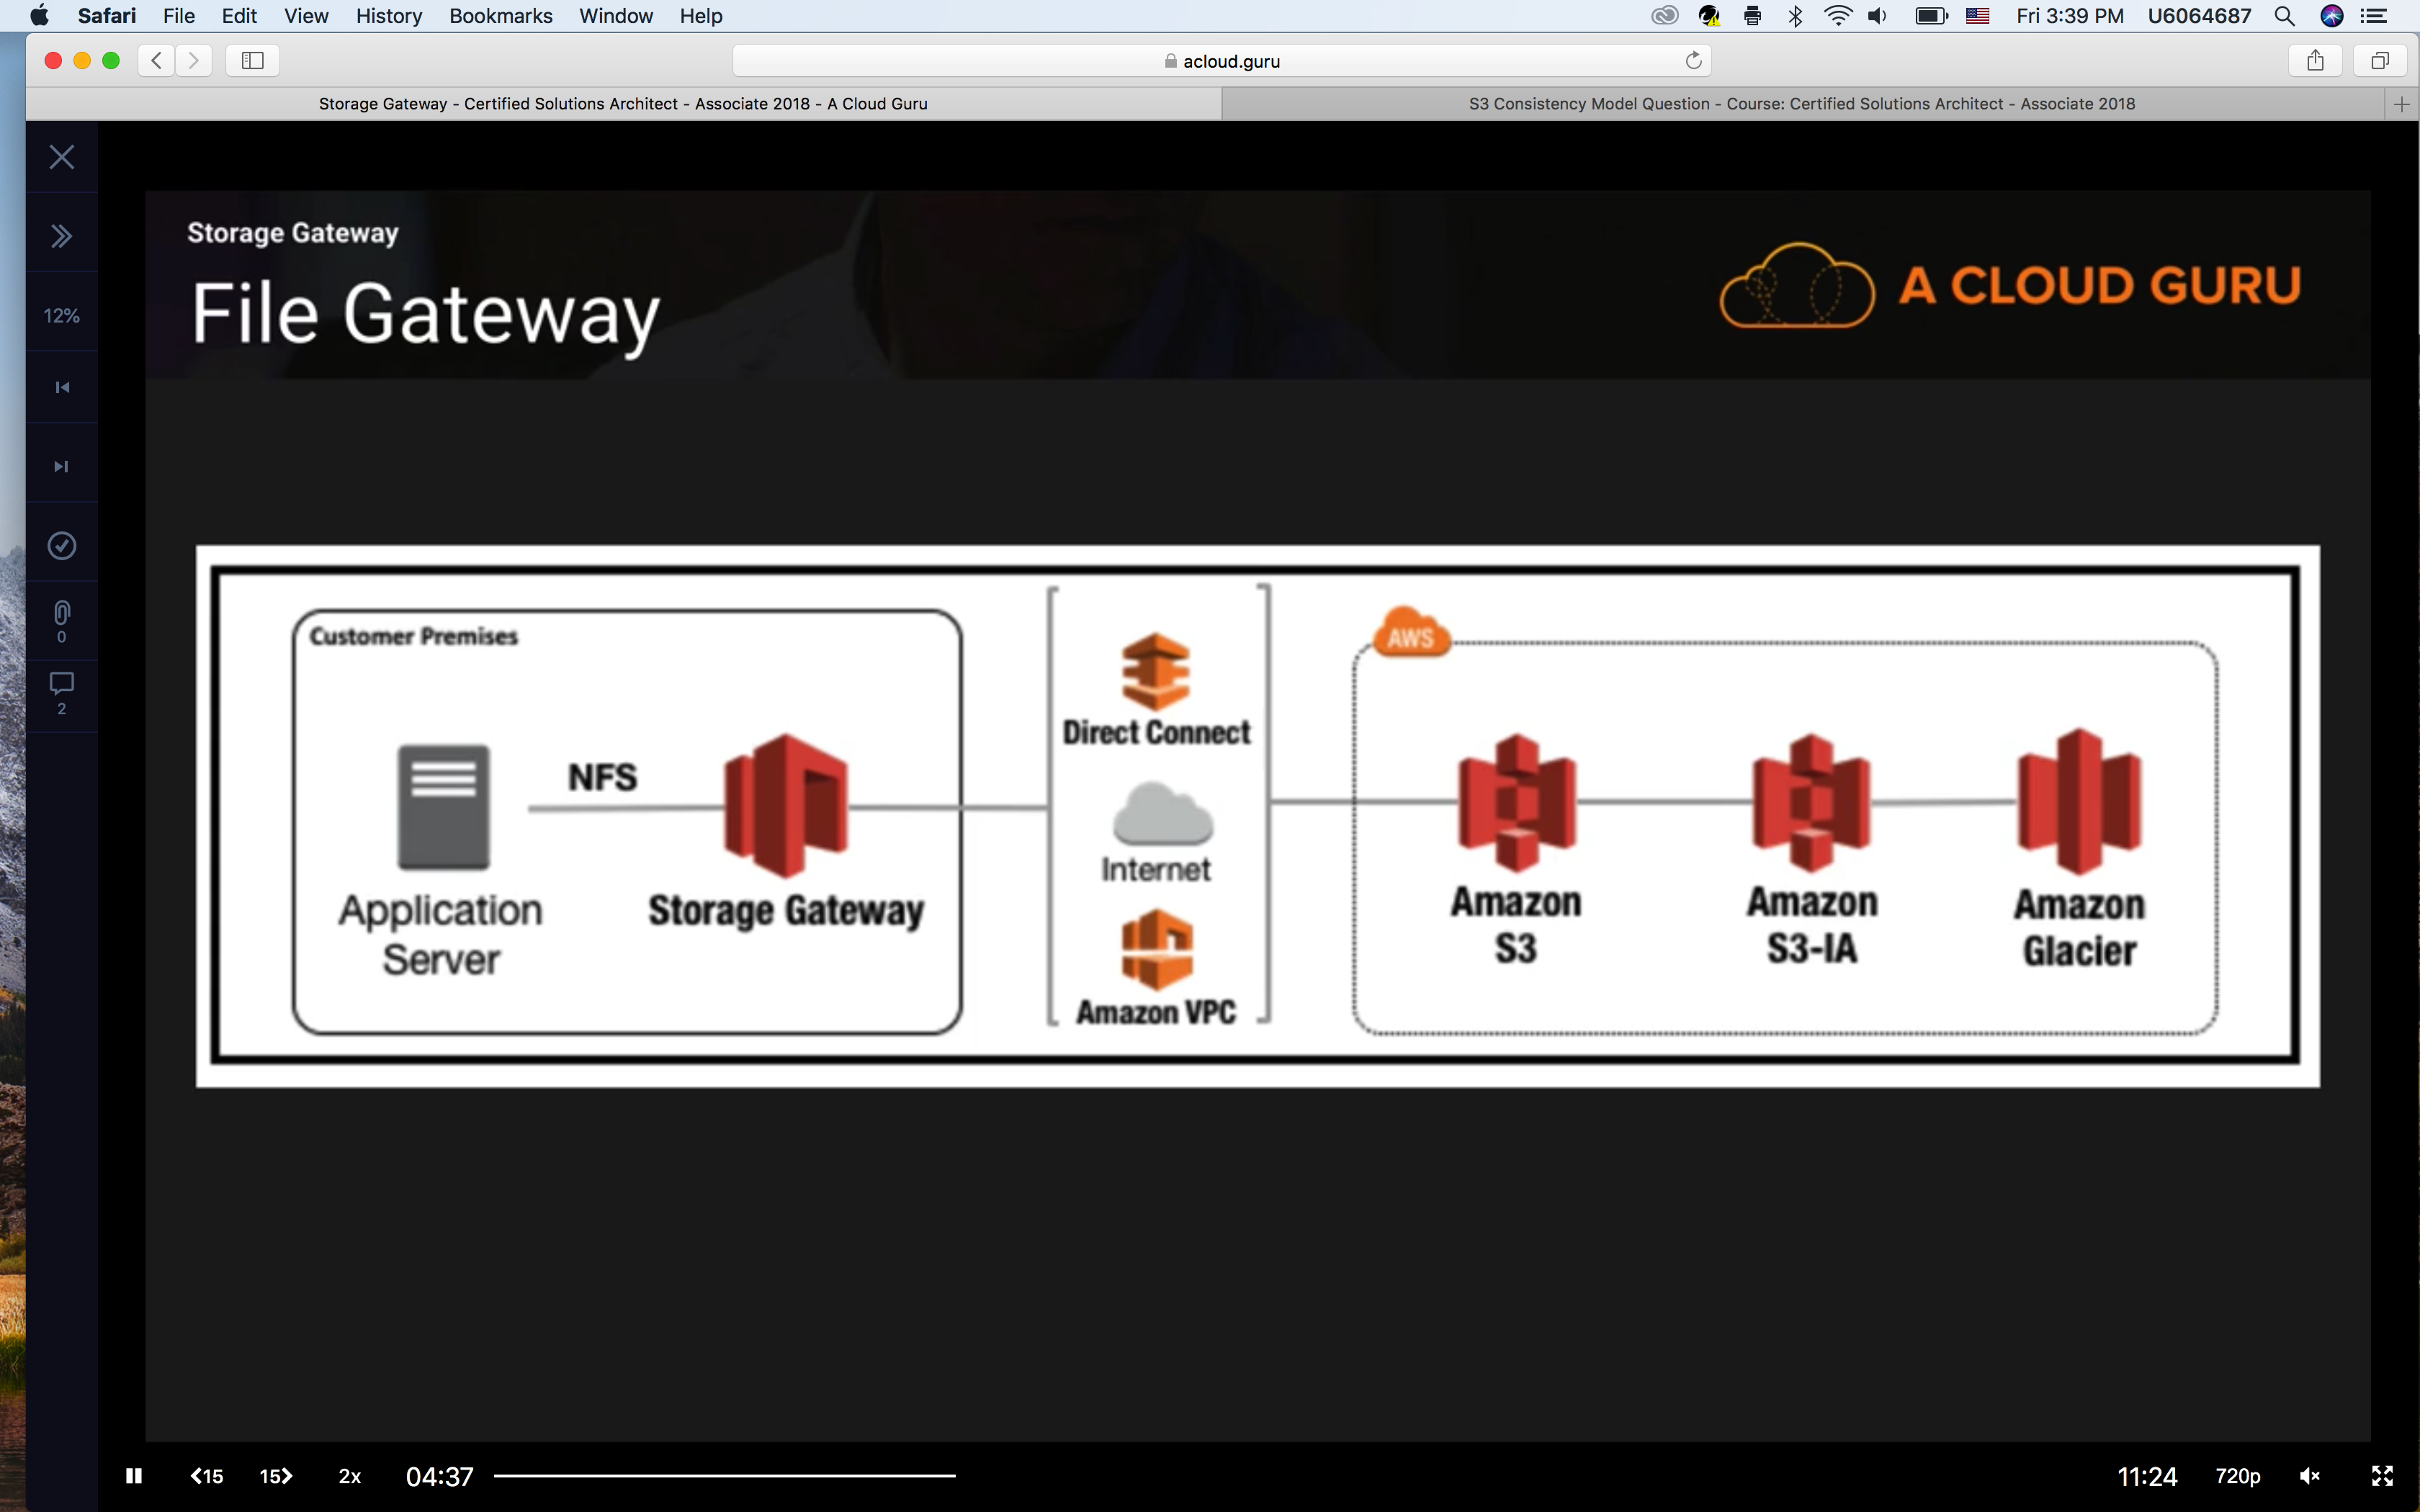 Safari File Edit View History Bookmarks Window Help Fri 3:39 PM U6064687
acloud.guru
Storage Gateway - Certified Solutions Architect - Associate 2018 - A Cloud Guru
S3 Consistency Model Question - Course: Certified Solutions Architect - Associate 2018
12%
0
2
Storage Gateway
File Gateway
A CLOUD GURU
Customer Premises
NFS
Application
Server
Storage Gateway
Direct Connect
Internet
Amazon VPC
AWS
Amazon
S3
Amazon
S3-IA
Amazon
Glacier
15 15 2x 04:37 11:24 720p